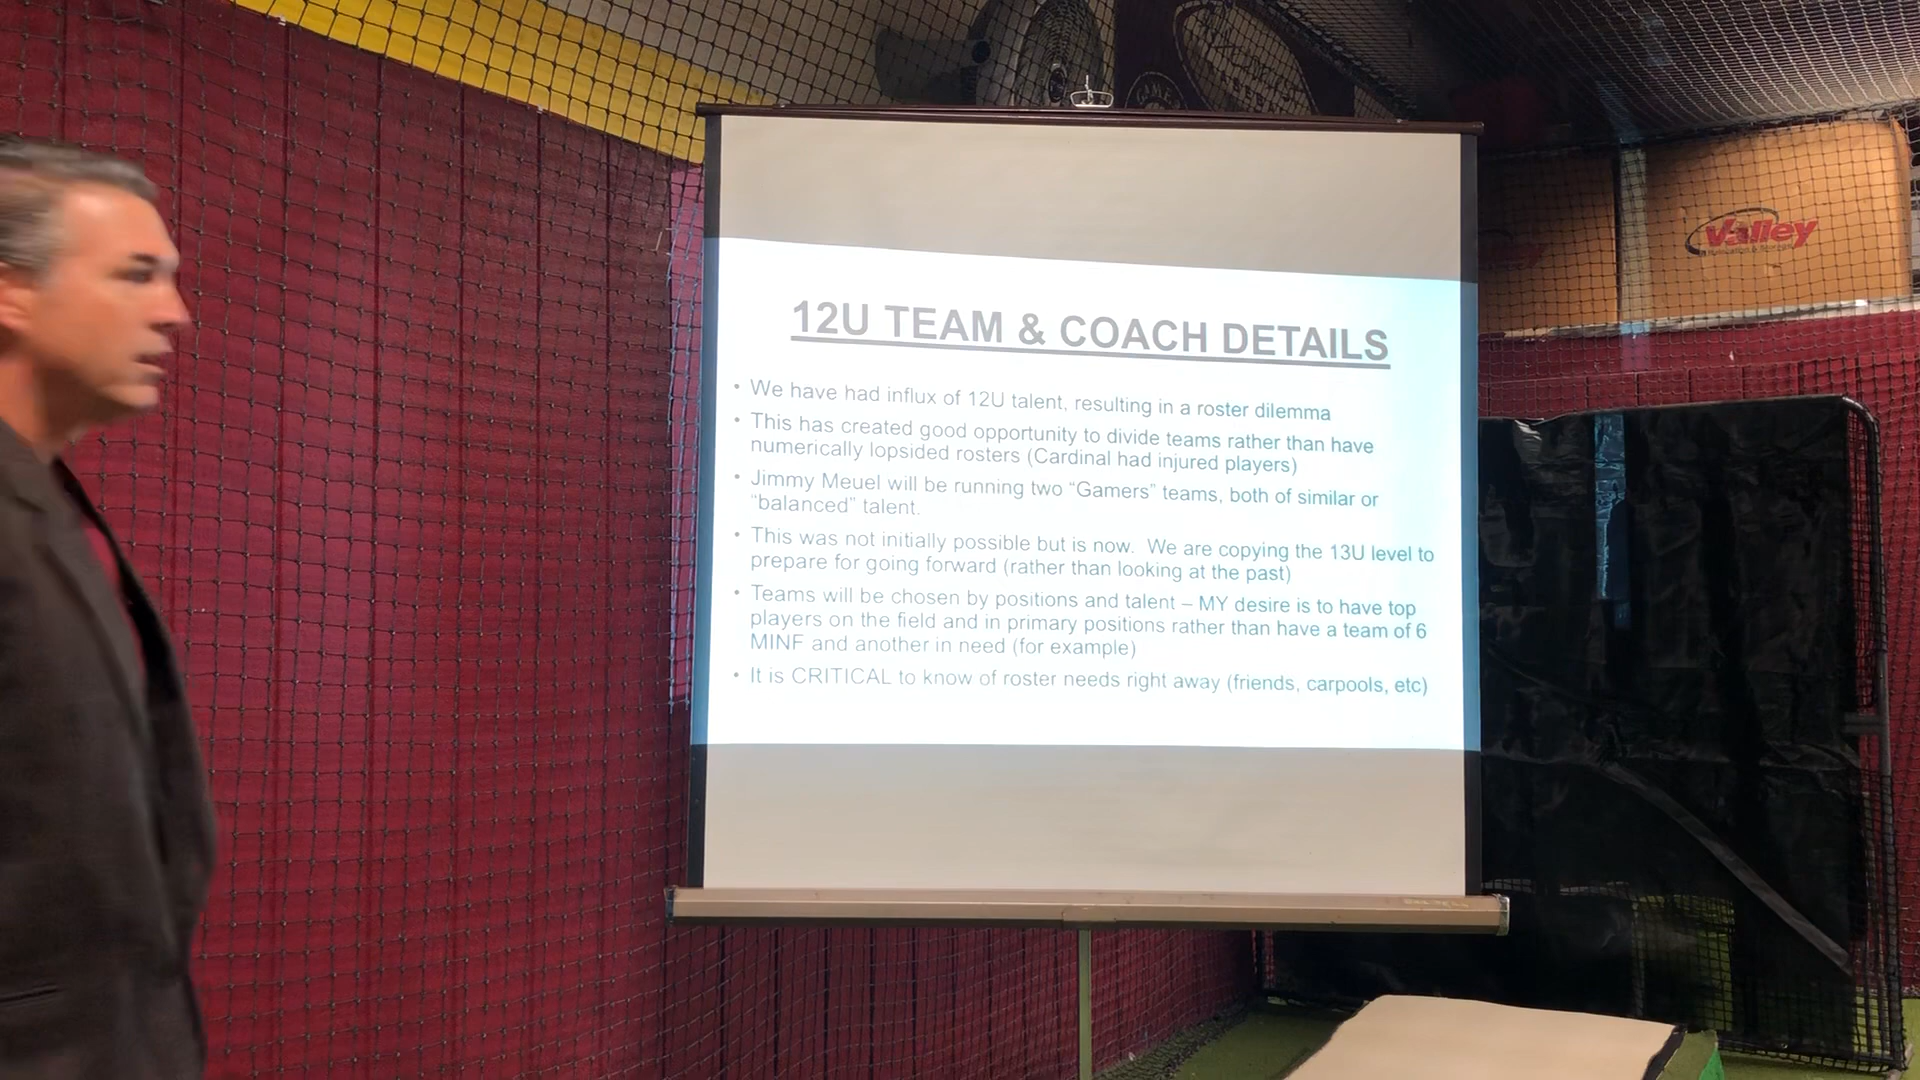 12U TEAM & COACH DETAILS
• We have had influx of 12U talent, resulting in a roster dilemma
• This has created good opportunity to divide teams rather than have
numerically lopsided rosters (Cardinal had injured players)
• Jimmy Meuel will be running two “Gamers” teams, both of similar or
“balanced” talent.
• This was not initially possible but is now.  We are copying the 13U level to
prepare for going forward (rather than looking at the past)
• Teams will be chosen by positions and talent – MY desire is to have top
players on the field and in primary positions rather than have a team of 6
MINF and another in need (for example)
• It is CRITICAL to know of roster needs right away (friends, carpools, etc)
Valley